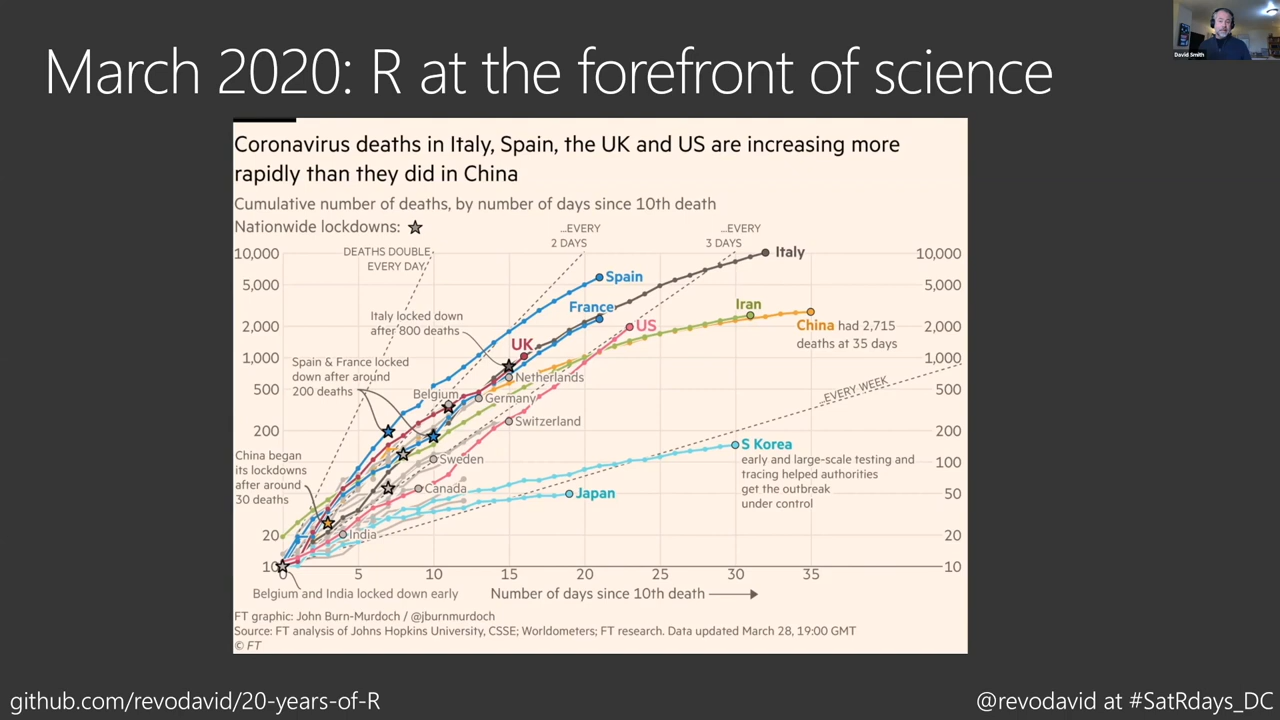 March 2020: R at the forefront of science
David Smith
Coronavirus deaths in Italy, Spain, the UK and US are increasing more
rapidly than they did in China
Cumulative number of deaths, by number of days since 10th death
Nationwide lockdowns:
DEATHS DOUBLE
EVERY DAY
...EVERY
2 DAYS
...EVERY
3 DAYS
10,000
5,000
2,000
1,000
500
200
100
50
20
10
10,000
5,000
2,000
1,000
500
200
100
50
20
10
Italy
Spain
France
Iran
US
China had 2,715
deaths at 35 days
Italy locked down
after 800 deaths
UK
Spain & France locked
down after around
200 deaths
Netherlands
Belgium
Germany
...EVERY WEEK
Switzerland
S Korea
early and large-scale testing and
tracing helped authorities
get the outbreak
under control
China began
its lockdowns
after around
30 deaths
Sweden
Canada
Japan
India
0
5
10
15
20
25
30
35
Belgium and India locked down early
Number of days since 10th death
FT graphic: John Burn-Murdoch / @jburnmurdoch
Source: FT analysis of Johns Hopkins University, CSSE; Worldometers; FT research. Data updated March 28, 19:00 GMT
© FT
github.com/revodavid/20-years-of-R
@revodavid at #SatRdays_DC